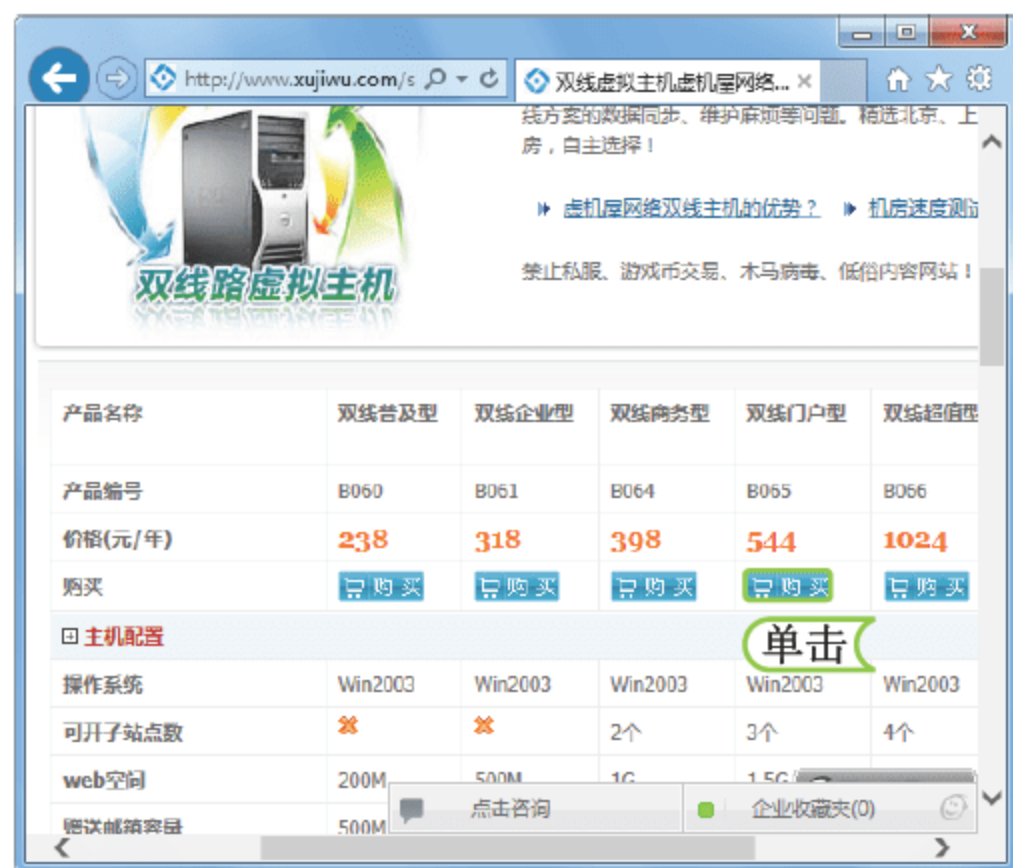 http://www.xujiwu.com/s
双线虚拟主机虚机屋网络...
线方案的数据同步、维护麻烦等问题。精选北京、上
房，自主选择！
虚机屋网络双线主机的优势？ 机房速度测试
禁止私服、游戏币交易、木马病毒、低俗内容网站！
双线路虚拟主机
产品名称 双线普及型 双线企业型 双线商务型 双线门户型 双线超值型
产品编号 B060 B061 B064 B065 B066
价格(元/年) 238 318 398 544 1024
购买 购买 购买 购买 购买 购买
主机配置
单击
操作系统 Win2003 Win2003 Win2003 Win2003 Win2003
可开子站点数 2个 3个 4个
web空间 200M 500M 1G 1.5G
赠送邮箱容量 500M
点击咨询 企业收藏夹(0)